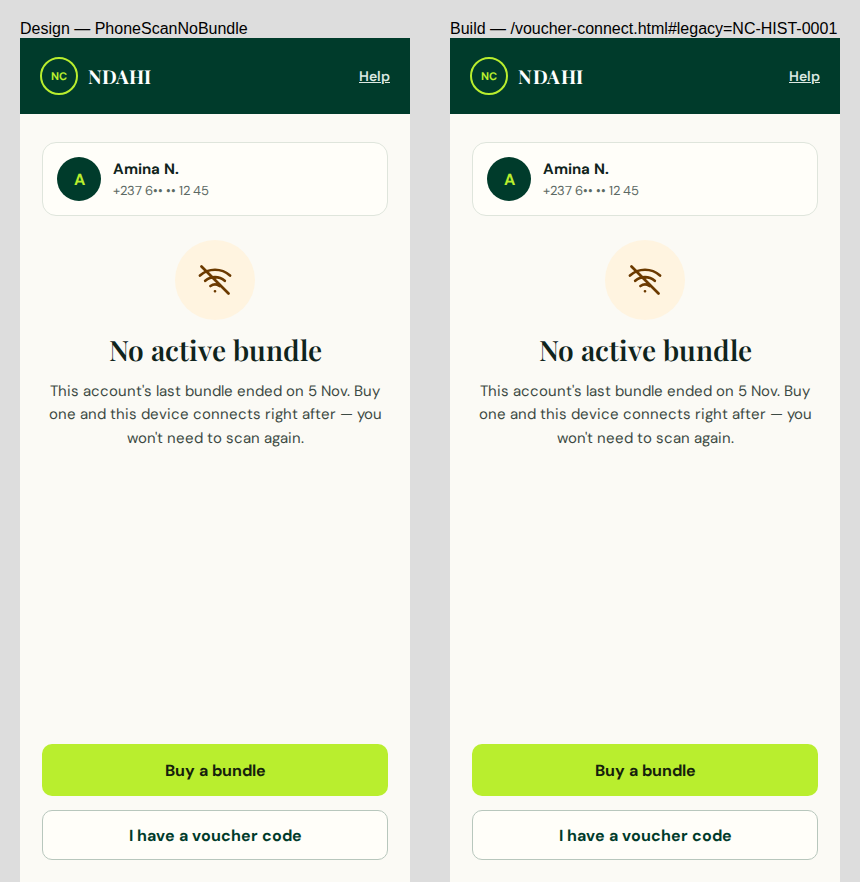 Design — PhoneScanNoBundle
NC NDAHI Help
A
Amina N.
+237 6•• •• 12 45
No active bundle
This account's last bundle ended on 5 Nov. Buy
one and this device connects right after — you
won't need to scan again.
Buy a bundle
I have a voucher code
Build — /voucher-connect.html#legacy=NC-HIST-0001
NC NDAHI Help
A
Amina N.
+237 6•• •• 12 45
No active bundle
This account's last bundle ended on 5 Nov. Buy
one and this device connects right after — you
won't need to scan again.
Buy a bundle
I have a voucher code